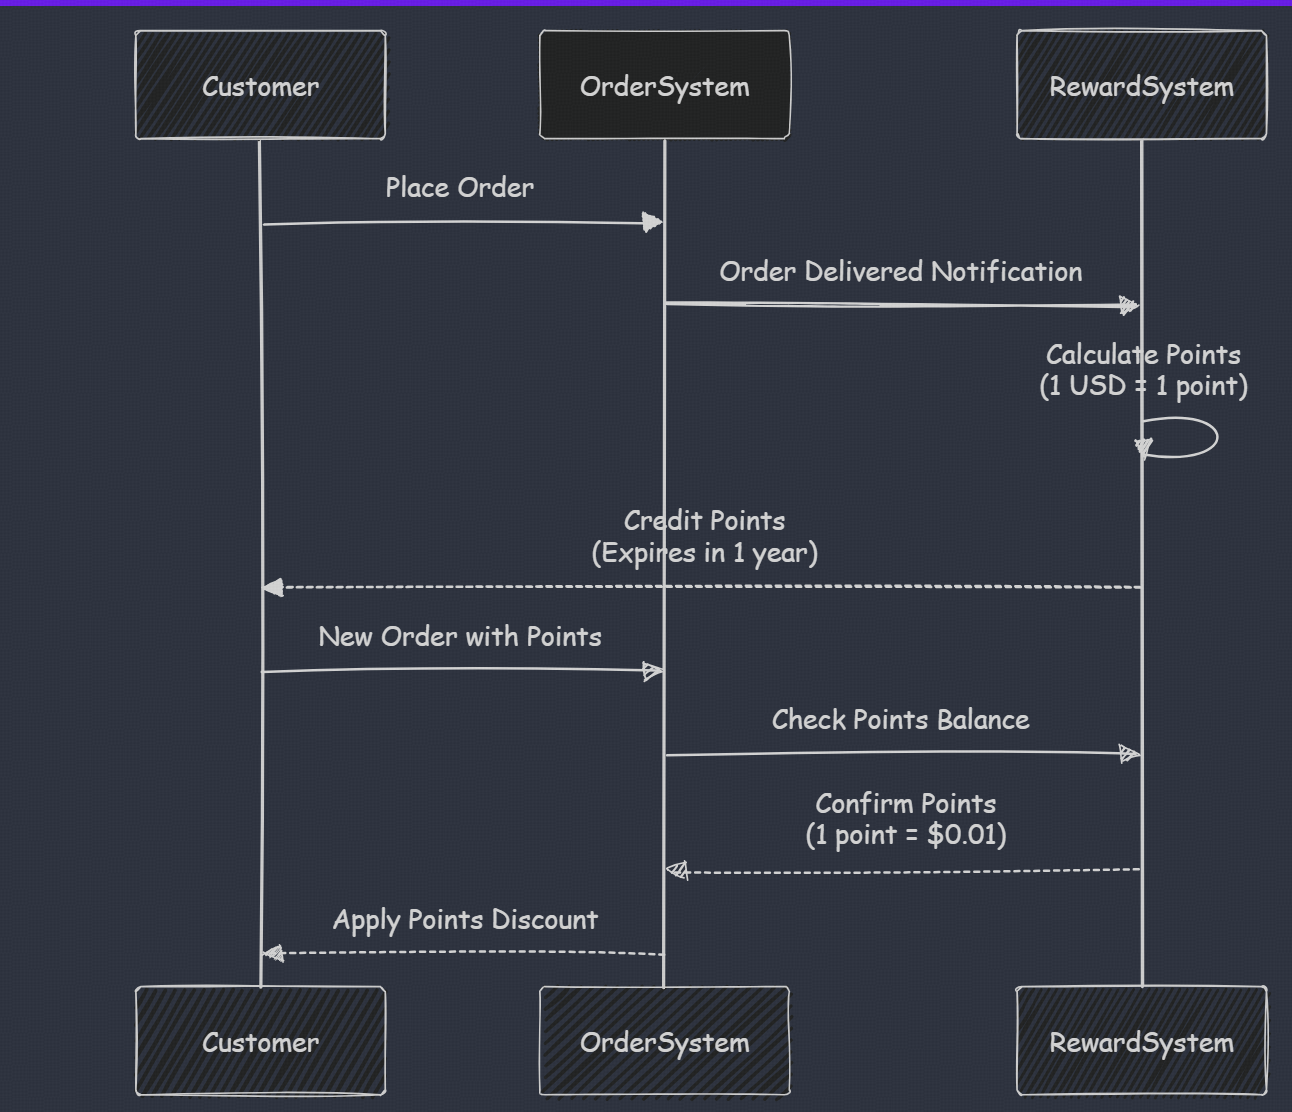 Customer
OrderSystem
RewardSystem
Place Order
Order Delivered Notification
Calculate Points
(1 USD = 1 point)
Credit Points
(Expires in 1 year)
New Order with Points
Check Points Balance
Confirm Points
(1 point = $0.01)
Apply Points Discount
Customer
OrderSystem
RewardSystem